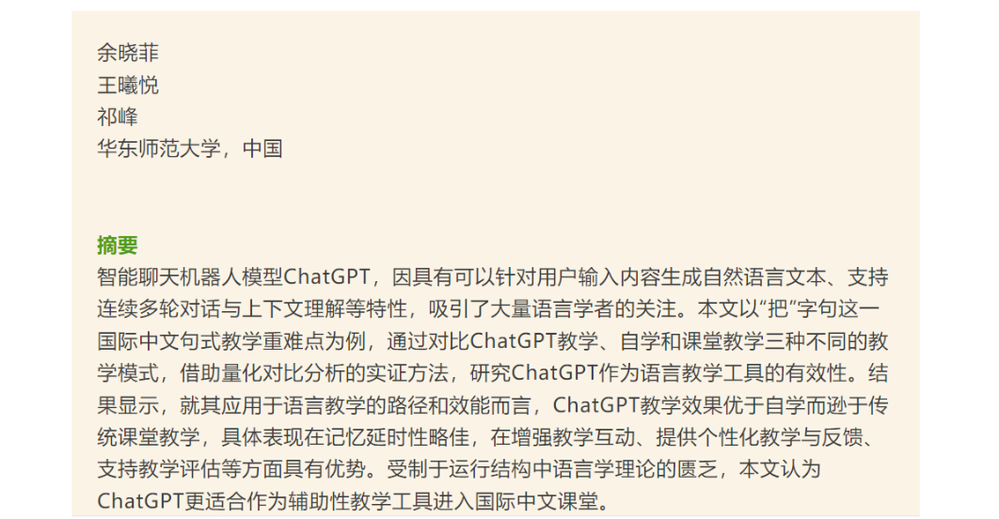 余晓菲
王曦悦
祁峰
华东师范大学，中国
摘要
智能聊天机器人模型ChatGPT，因具有可以针对用户输入内容生成自然语言文本、支持
连续多轮对话与上下文理解等特性，吸引了大量语言学者的关注。本文以“把”字句这一
国际中文句式教学重难点为例，通过对比ChatGPT教学、自学和课堂教学三种不同的教
学模式，借助量化对比分析的实证方法，研究ChatGPT作为语言教学工具的有效性。结
果显示，就其应用于语言教学的路径和效能而言，ChatGPT教学效果优于自学而逊于传
统课堂教学，具体表现在记忆延时性略佳，在增强教学互动、提供个性化教学与反馈、
支持教学评估等方面具有优势。受制于运行结构中语言学理论的匮乏，本文认为
ChatGPT更适合作为辅助性教学工具进入国际中文课堂。